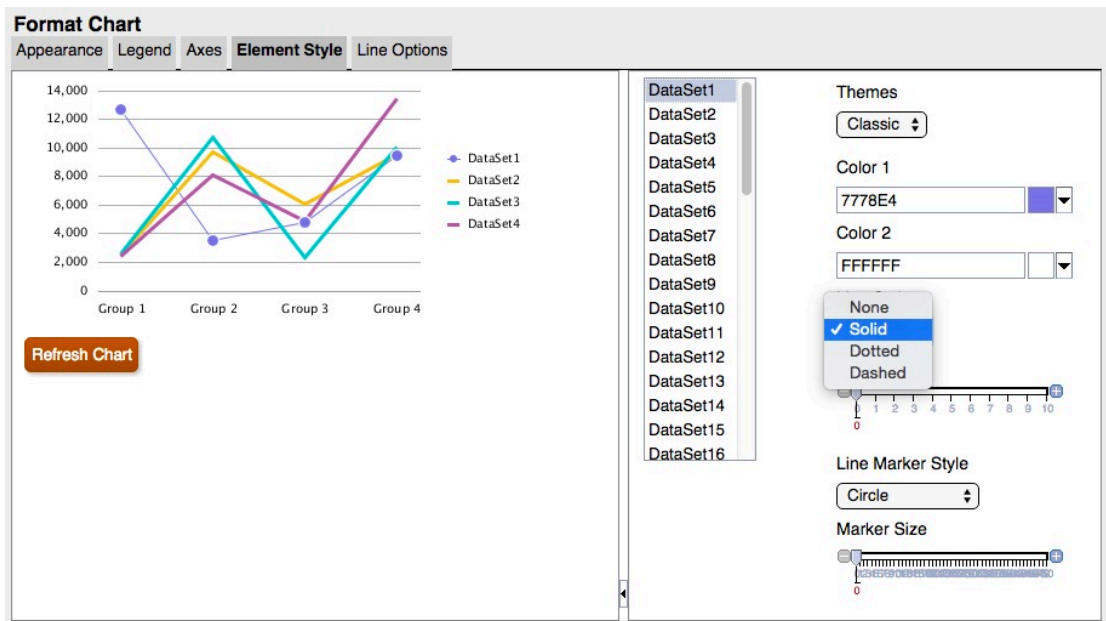 Format Chart
Appearance Legend Axes Element Style Line Options
14,000
12,000
10,000
8,000
6,000
4,000
2,000
0
Group 1 Group 2 Group 3 Group 4
DataSet1
DataSet2
DataSet3
DataSet4
Refresh Chart
DataSet1
DataSet2
DataSet3
DataSet4
DataSet5
DataSet6
DataSet7
DataSet8
DataSet9
DataSet10
DataSet11
DataSet12
DataSet13
DataSet14
DataSet15
DataSet16
Themes
Classic
Color 1
7778E4
Color 2
FFFFFF
None
✓ Solid
Dotted
Dashed
0 1 2 3 4 5 6 7 8 9 10
0
Line Marker Style
Circle
Marker Size
0